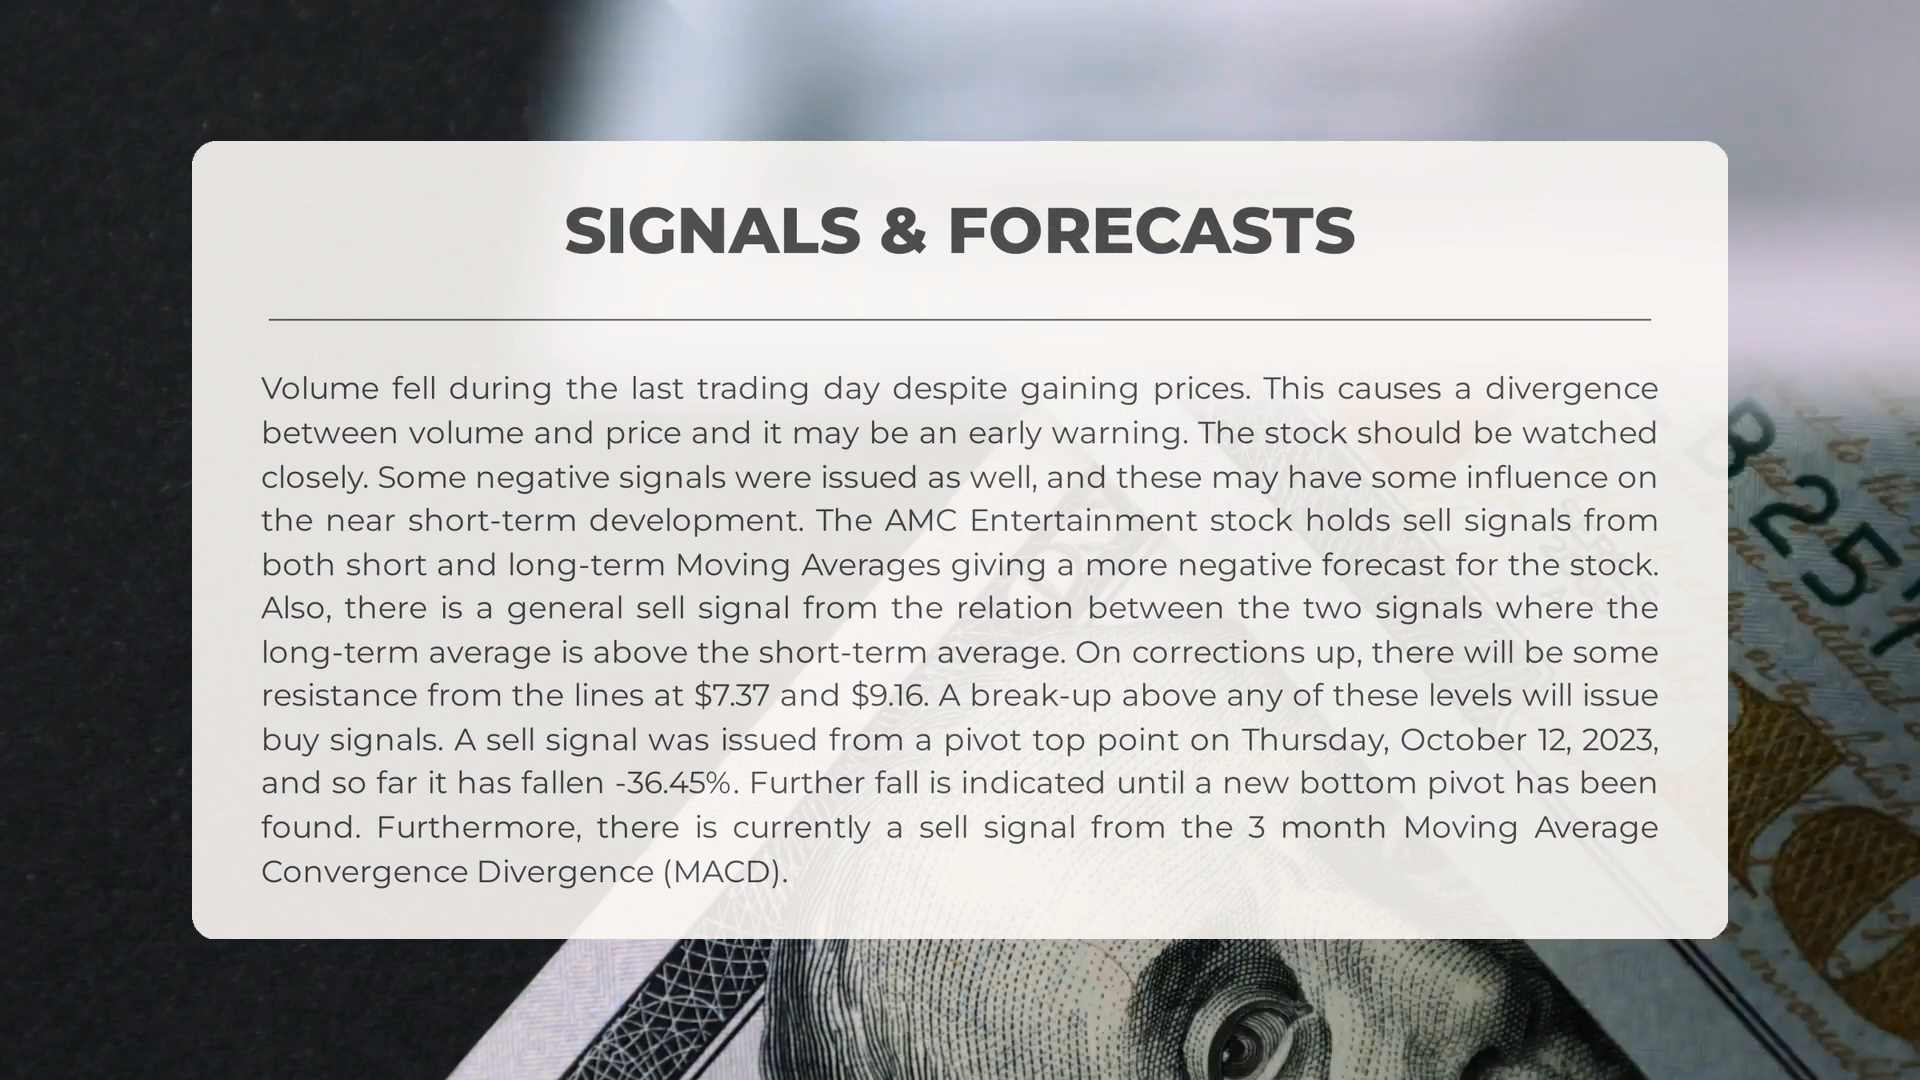 SIGNALS & FORECASTS
Volume fell during the last trading day despite gaining prices. This causes a divergence
between volume and price and it may be an early warning. The stock should be watched
closely. Some negative signals were issued as well, and these may have some influence on
the near short-term development. The AMC Entertainment stock holds sell signals from
both short and long-term Moving Averages giving a more negative forecast for the stock.
Also, there is a general sell signal from the relation between the two signals where the
long-term average is above the short-term average. On corrections up, there will be some
resistance from the lines at $7.37 and $9.16. A break-up above any of these levels will issue
buy signals. A sell signal was issued from a pivot top point on Thursday, October 12, 2023,
and so far it has fallen -36.45%. Further fall is indicated until a new bottom pivot has been
found. Furthermore, there is currently a sell signal from the 3 month Moving Average
Convergence Divergence (MACD).